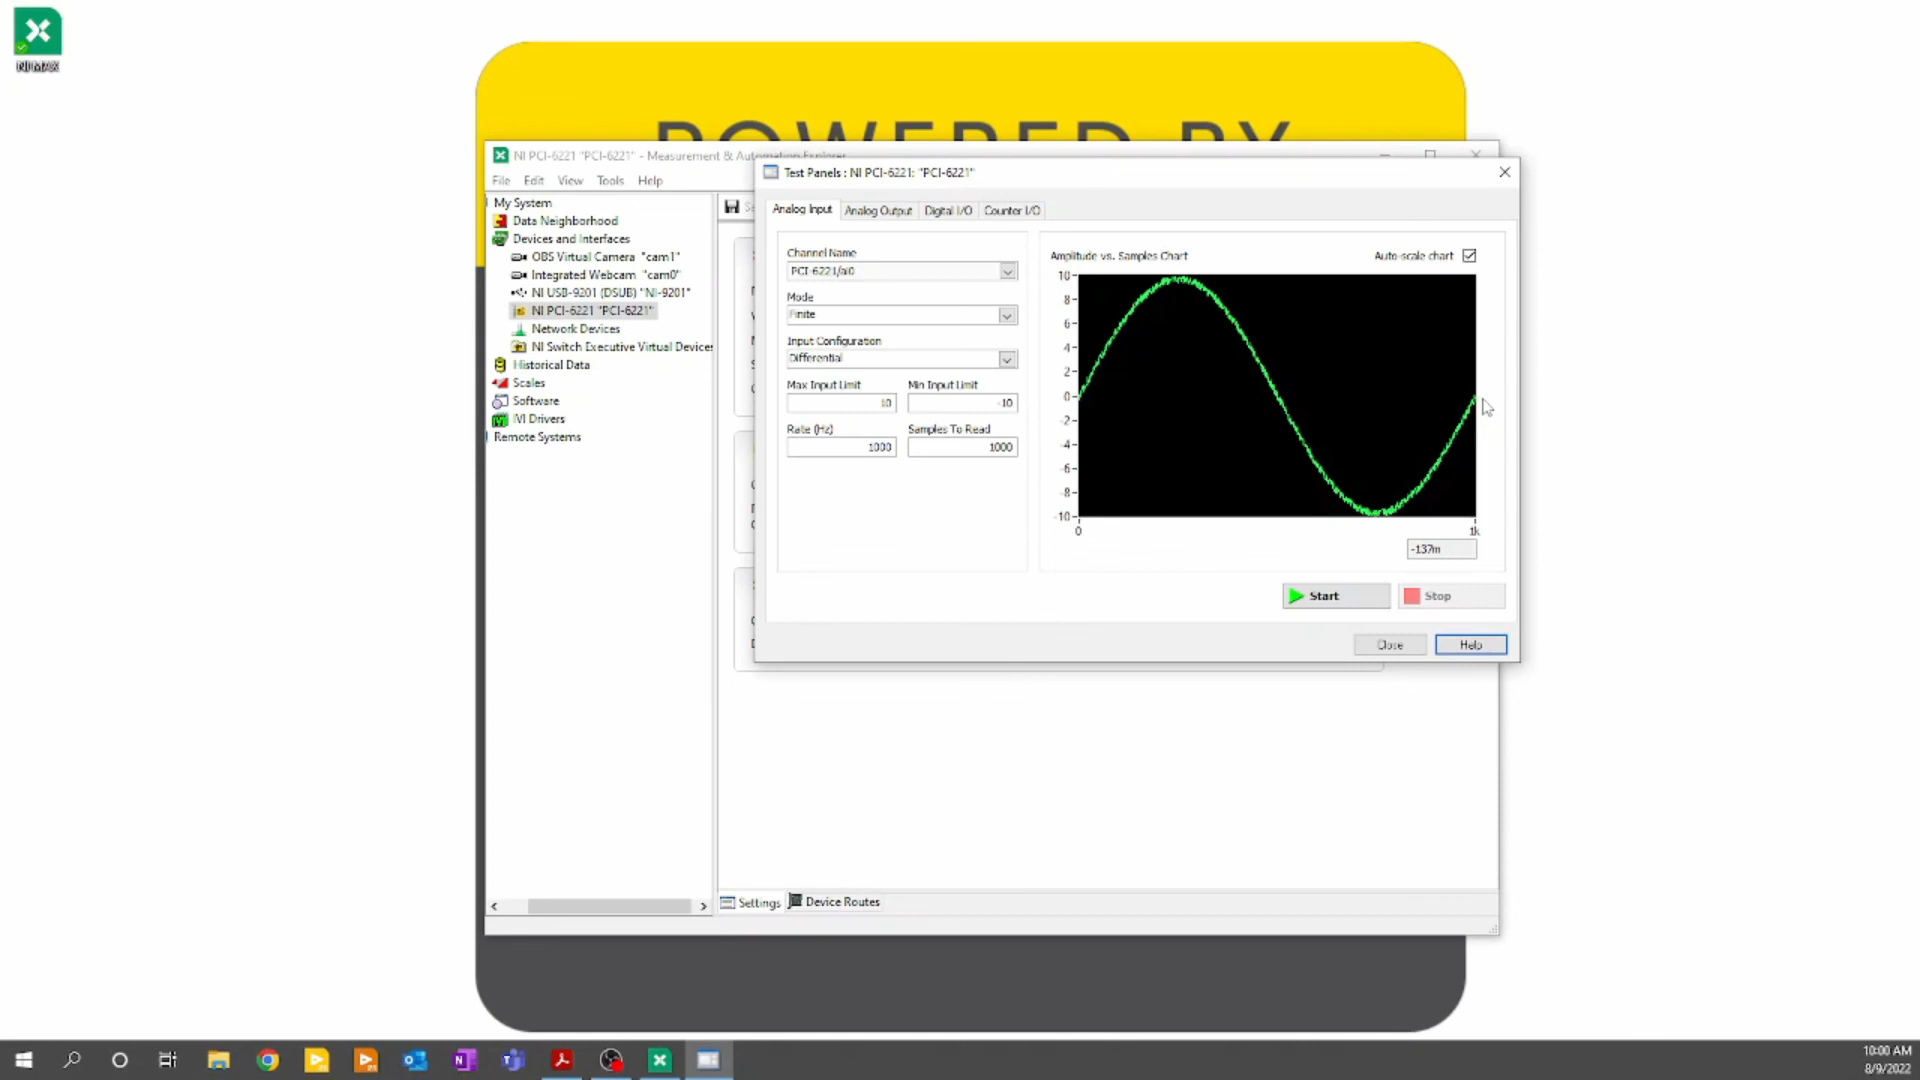 NI MAX
POWERED BY
NI PCI-6221 "PCI-6221" - Measurement & Automation Explorer
File Edit View Tools Help
My System
Data Neighborhood
Devices and Interfaces
OBS Virtual Camera "cam1"
Integrated Webcam "cam0"
NI USB-9201 (DSUB) "NI-9201"
NI PCI-6221 "PCI-6221"
Network Devices
NI Switch Executive Virtual Devices
Historical Data
Scales
Software
IVI Drivers
Remote Systems
Test Panels : NI PCI-6221: "PCI-6221"
Analog Input Analog Output Digital I/O Counter I/O
Channel Name
PCI-6221/ai0
Mode
Finite
Input Configuration
Differential
Max Input Limit Min Input Limit
10 -10
Rate (Hz) Samples To Read
1000 1000
Amplitude vs. Samples Chart Auto-scale chart
10
8
6
4
2
0
-2
-4
-6
-8
-10
0 1k
-137m
Start Stop
Close Help
Settings Device Routes
10:00 AM
8/9/2022